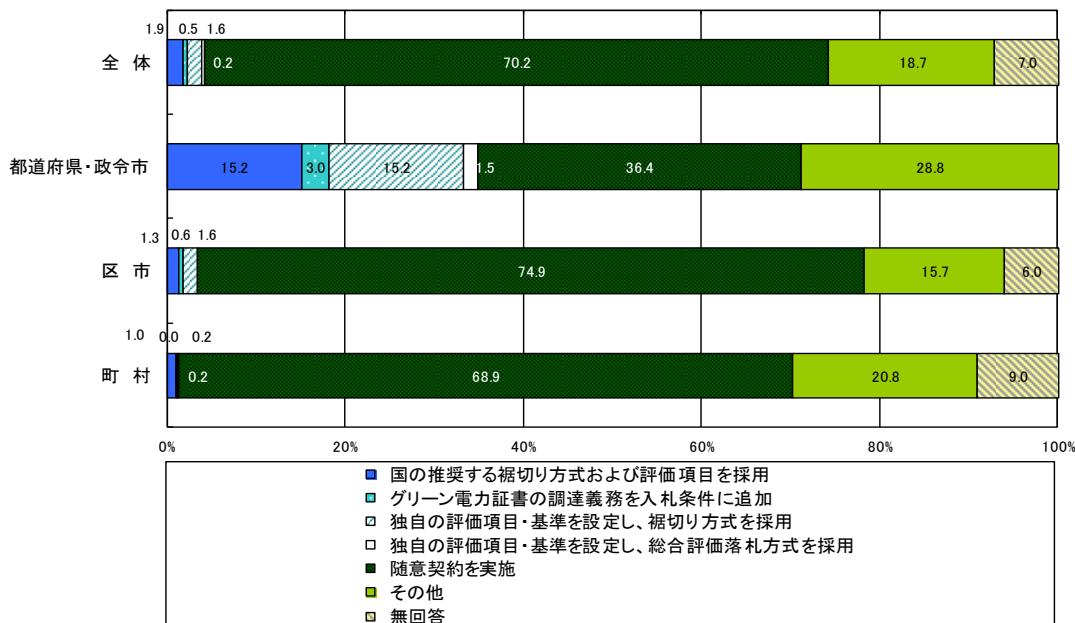 1.9 0.5 1.6
全 体 0.2 70.2 18.7 7.0
都道府県・政令市 15.2 3.0 15.2 1.5 36.4 28.8
1.3 0.6 1.6
区 市 74.9 15.7 6.0
1.0 0.0 0.2
町 村 0.2 68.9 20.8 9.0
0% 20% 40% 60% 80% 100%
国の推奨する裾切り方式および評価項目を採用
グリーン電力証書の調達義務を入札条件に追加
独自の評価項目・基準を設定し、裾切り方式を採用
独自の評価項目・基準を設定し、総合評価落札方式を採用
随意契約を実施
その他
無回答